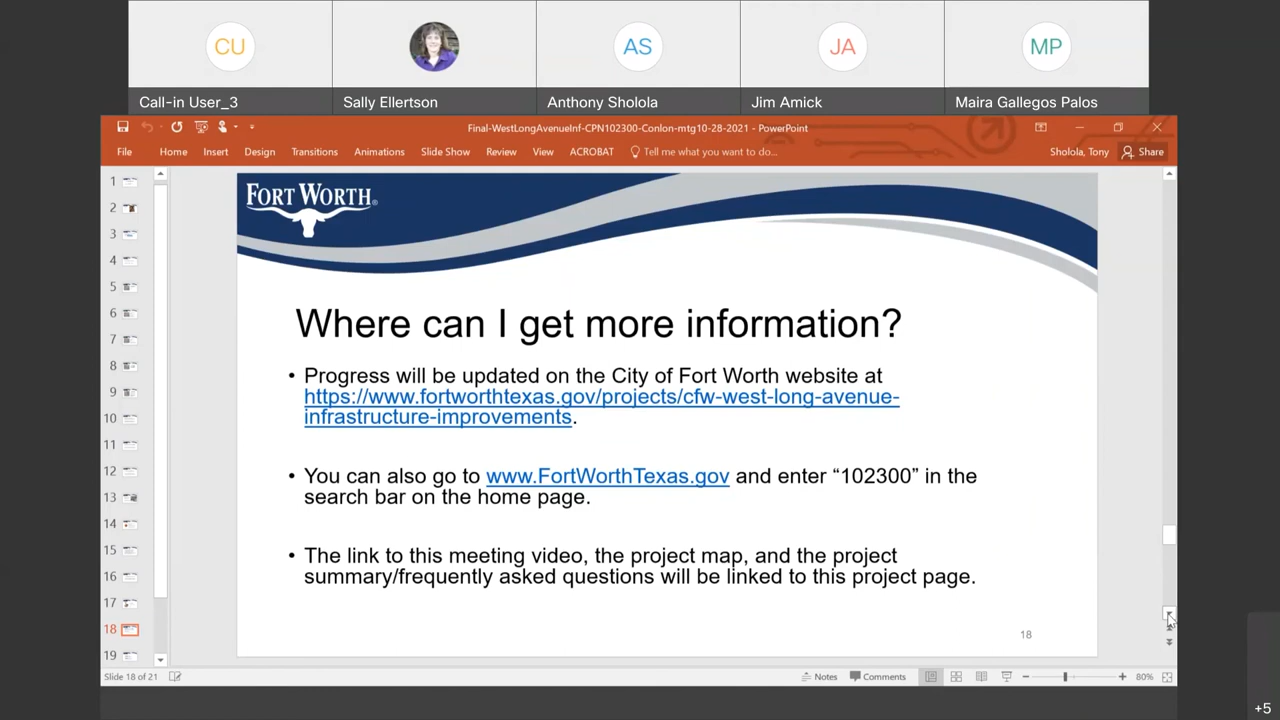 CU
AS
JA
MP
Call-in User_3
Sally Ellertson
Anthony Sholola
Jim Amick
Maira Gallegos Palos
Final-WestLongAvenueInf-CPN102300-Conlon-mtg10-28-2021 - PowerPoint
File Home Insert Design Transitions Animations Slide Show Review View ACROBAT Tell me what you want to do... Sholola, Tony Share
1
2
3
4
5
6
7
8
9
10
11
12
13
14
15
16
17
18
19
FORT WORTH®
Where can I get more information?
• Progress will be updated on the City of Fort Worth website at
https://www.fortworthtexas.gov/projects/cfw-west-long-avenue-
infrastructure-improvements.
• You can also go to www.FortWorthTexas.gov and enter “102300” in the
search bar on the home page.
• The link to this meeting video, the project map, and the project
summary/frequently asked questions will be linked to this project page.
18
Slide 18 of 21 Notes Comments 80%
+5